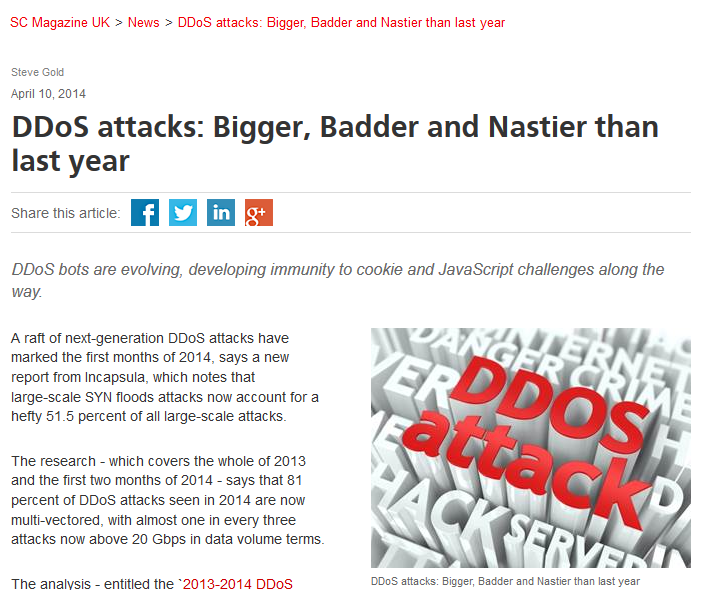 SC Magazine UK > News > DDoS attacks: Bigger, Badder and Nastier than last year
Steve Gold
April 10, 2014
DDoS attacks: Bigger, Badder and Nastier than
last year
Share this article:
DDoS bots are evolving, developing immunity to cookie and JavaScript challenges along the
way.
A raft of next-generation DDoS attacks have
marked the first months of 2014, says a new
report from Incapsula, which notes that
large-scale SYN floods attacks now account for a
hefty 51.5 percent of all large-scale attacks.
The research - which covers the whole of 2013
and the first two months of 2014 - says that 81
percent of DDoS attacks seen in 2014 are now
multi-vectored, with almost one in every three
attacks now above 20 Gbps in data volume terms.
The analysis - entitled the `2013-2014 DDoS
INTERNET
DANGER
CRIME
DDOS
attack
HACK
SERVER
DDoS attacks: Bigger, Badder and Nastier than last year